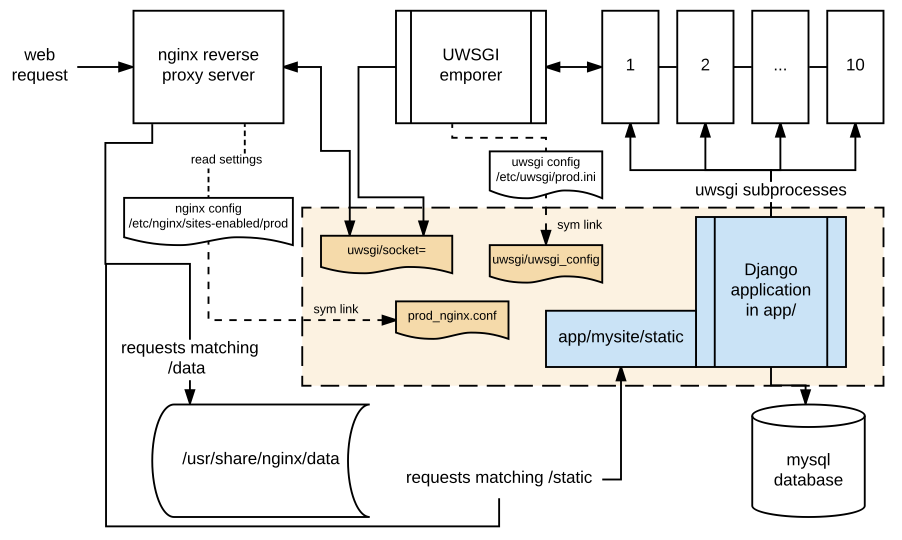 web
request
nginx reverse
proxy server
UWSGI
emporer
1
2
...
10
read settings
uwsgi config
/etc/uwsgi/prod.ini
uwsgi subprocesses
nginx config
/etc/nginx/sites-enabled/prod
sym link
uwsgi/socket=
uwsgi/uwsgi_config
Django
application
in app/
sym link
prod_nginx.conf
app/mysite/static
requests matching
/data
/usr/share/nginx/data
requests matching /static
mysql
database